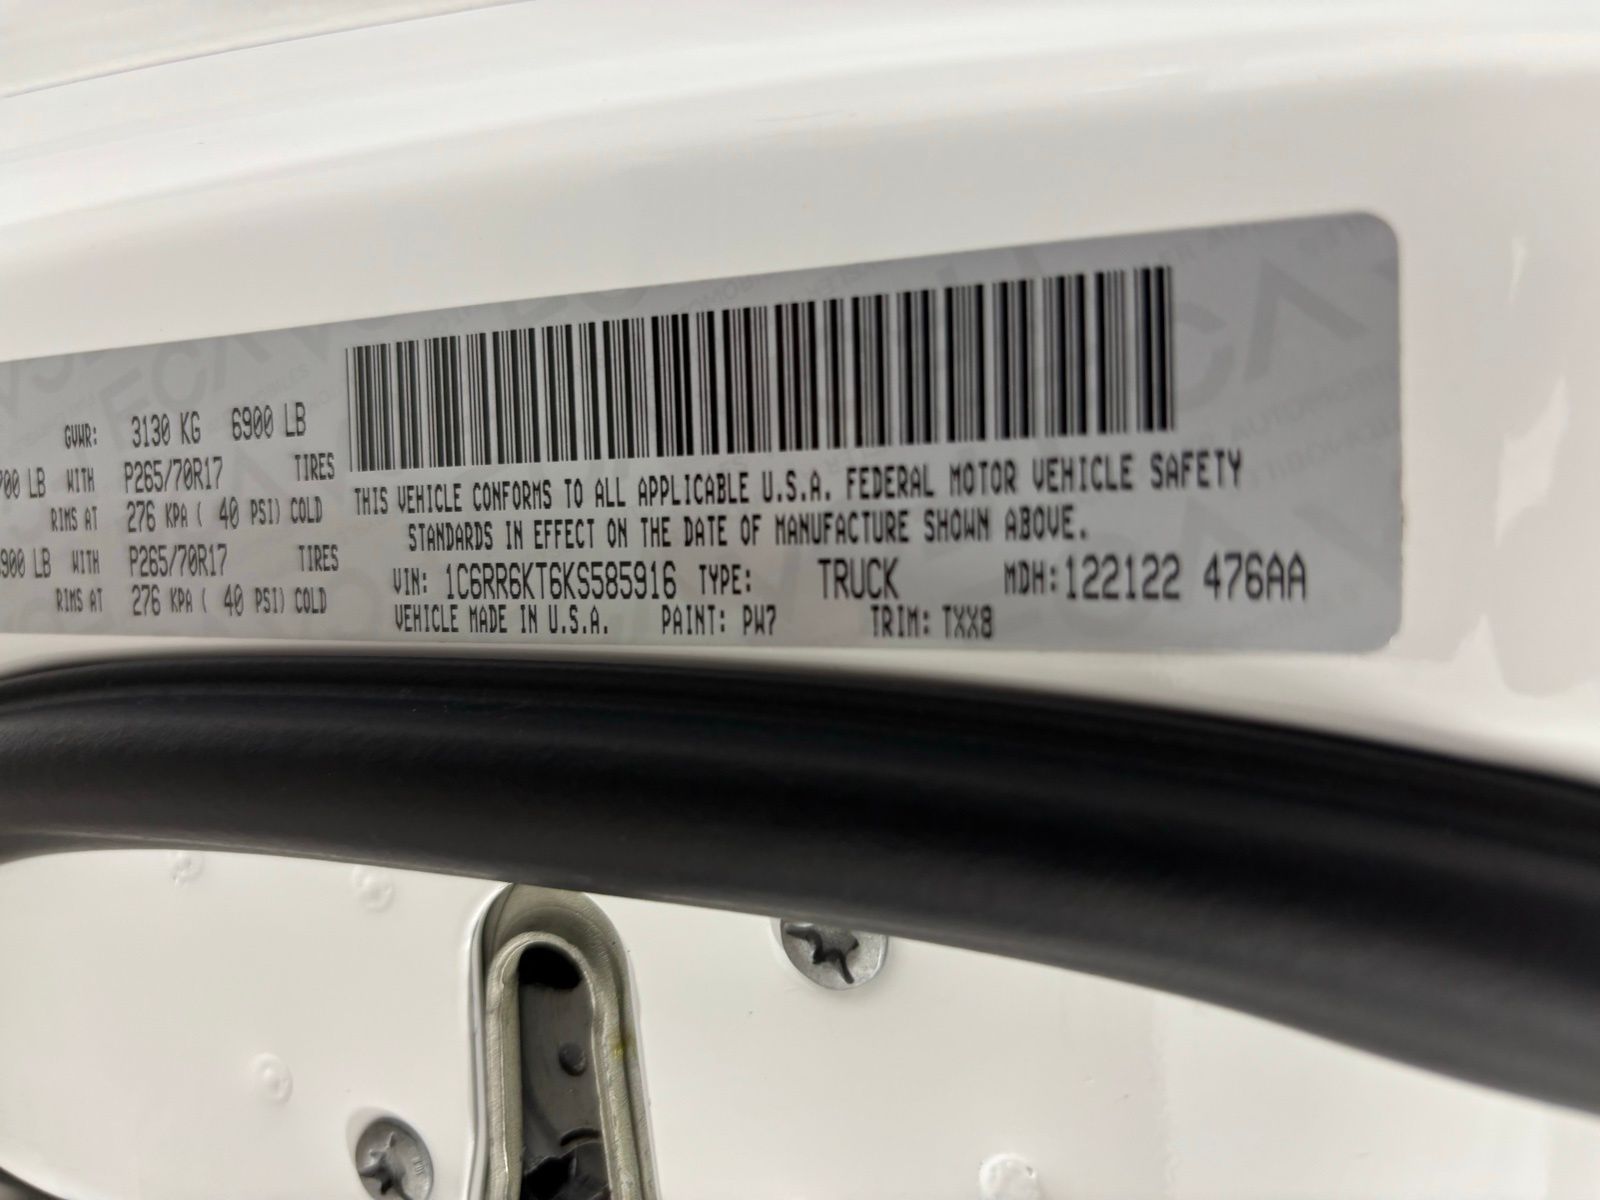 GVWR: 3130 KG 6900 LB
LB WITH P265/70R17 TIRES
RIMS AT 276 KPA ( 40 PSI) COLD
LB WITH P265/70R17 TIRES
RIMS AT 276 KPA ( 40 PSI) COLD
THIS VEHICLE CONFORMS TO ALL APPLICABLE U.S.A. FEDERAL MOTOR VEHICLE SAFETY
STANDARDS IN EFFECT ON THE DATE OF MANUFACTURE SHOWN ABOVE.
VIN: 1C6RR6KT6KS585916 TYPE: TRUCK MDH:122122 476AA
VEHICLE MADE IN U.S.A. PAINT: PW7 TRIM: TXX8